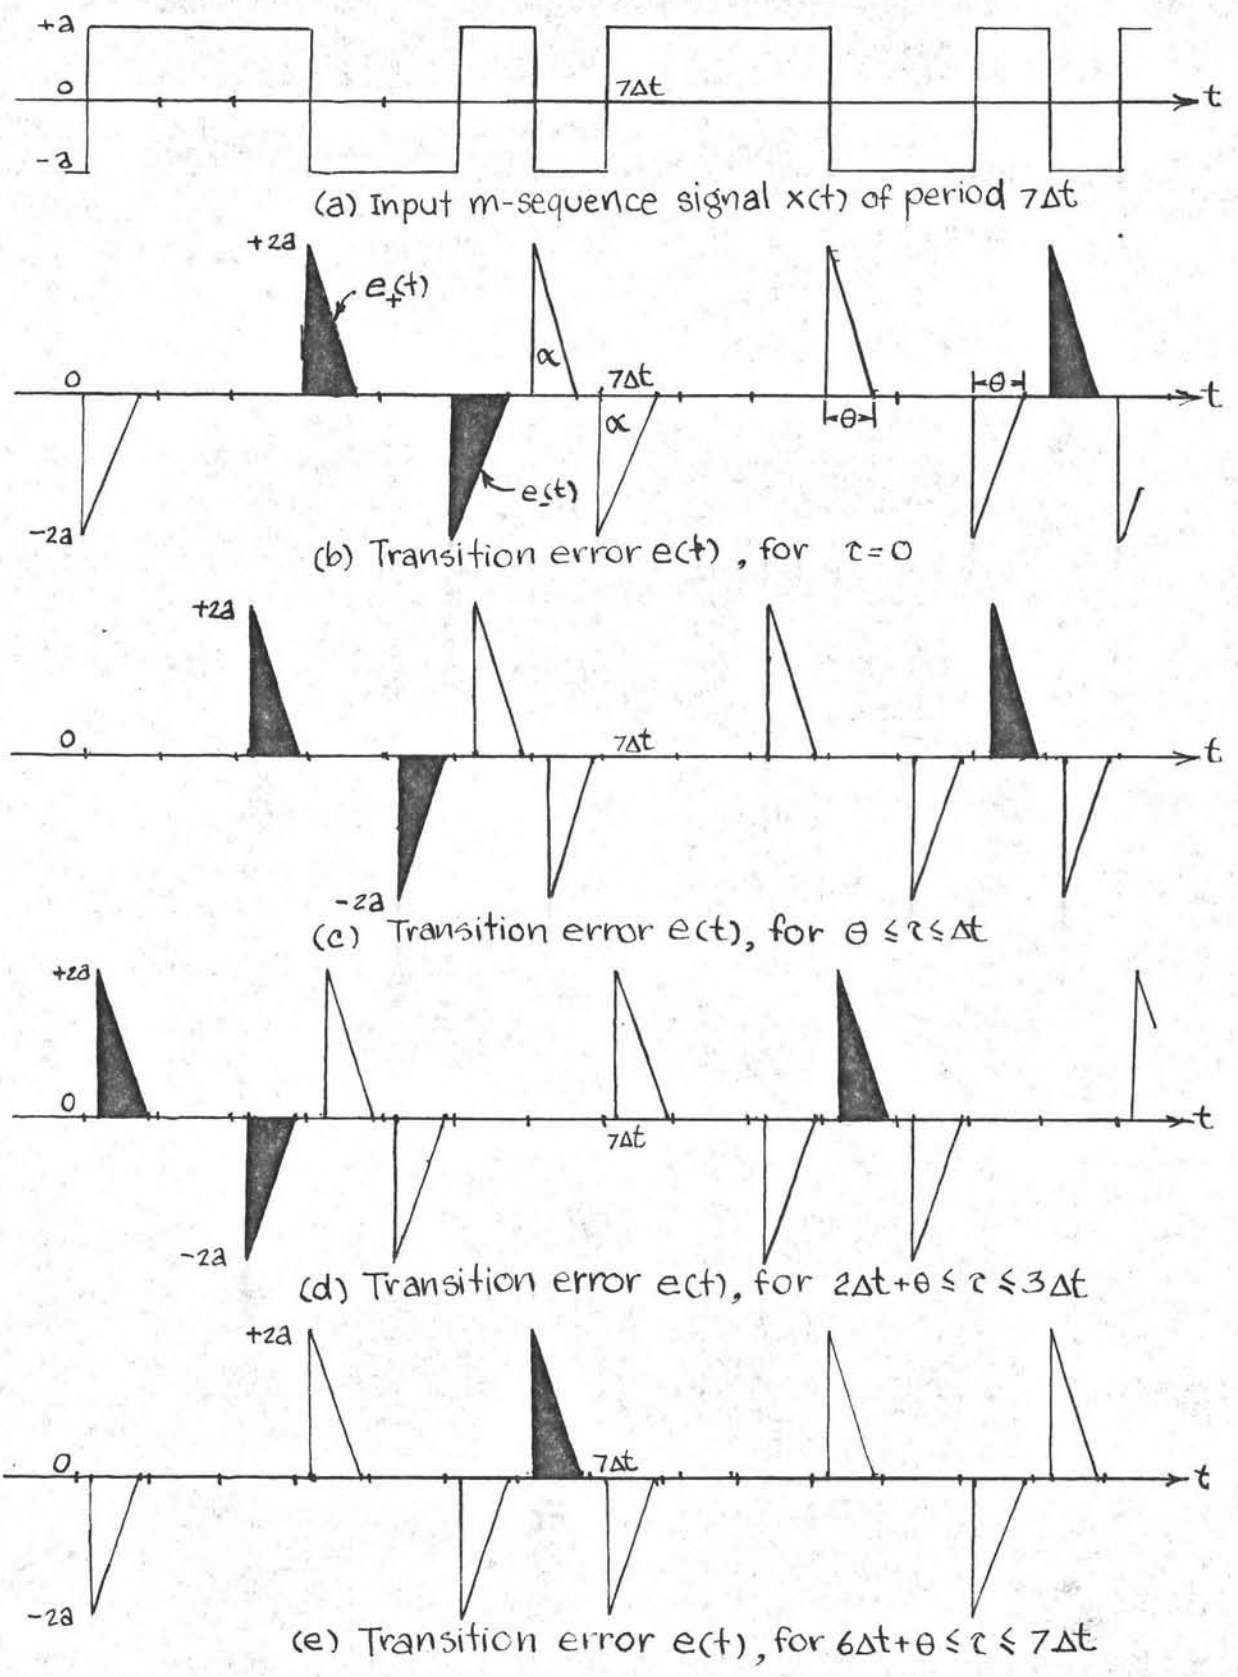 +a
0
7Δt
t
-a
(a) Input m-sequence signal x(t) of period 7Δt
+2a
e₊(t)
α
0
7Δt
θ
t
α
θ
e₋(t)
-2a
(b) Transition error e(t), for τ=0
+2a
0
7Δt
t
-2a
(c) Transition error e(t), for θ ≤ τ ≤ Δt
+2a
0
7Δt
t
-2a
(d) Transition error e(t), for 2Δt+θ ≤ τ ≤ 3Δt
+2a
0
7Δt
t
-2a
(e) Transition error e(t), for 6Δt+θ ≤ τ ≤ 7Δt